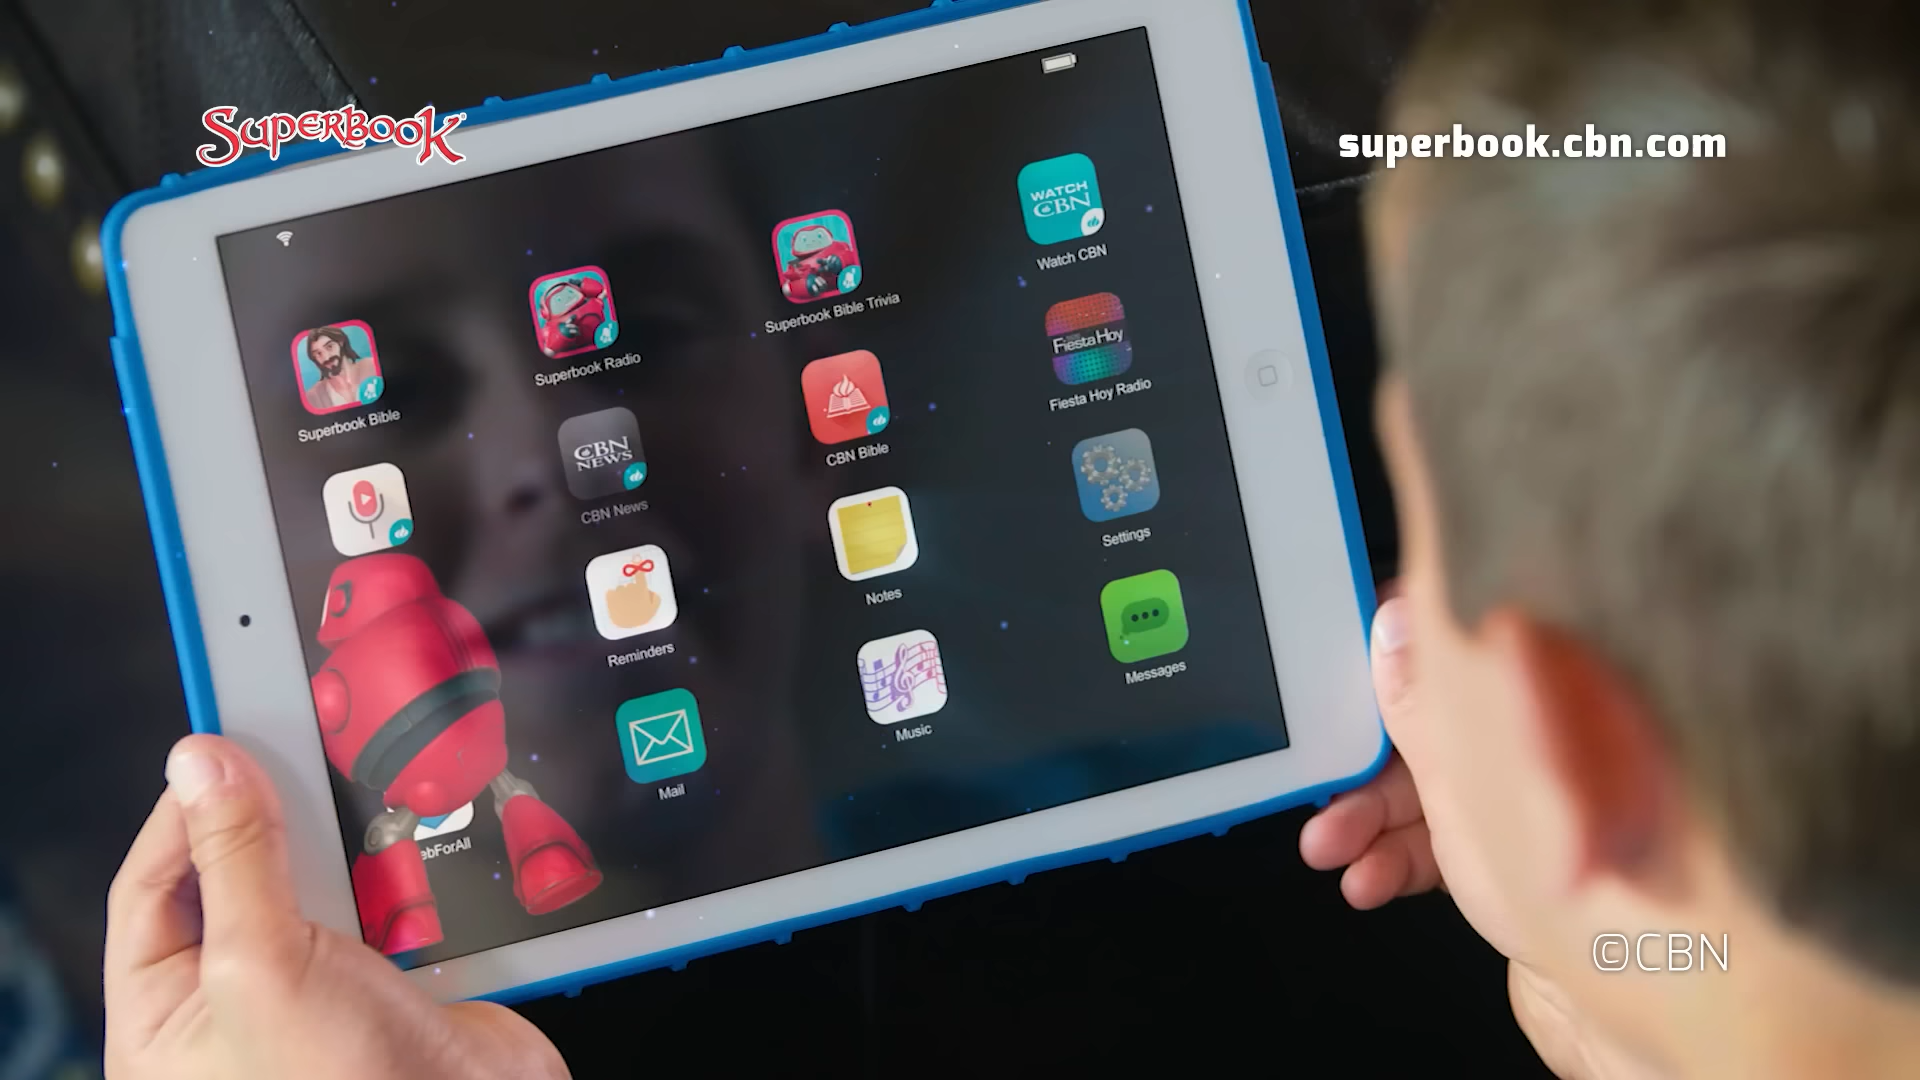 SUPERBOOK
superbook.cbn.com
WATCH
CBN
Watch CBN
Superbook Bible Trivia
Superbook Radio
Superbook Bible
Fiesta Hoy
Fiesta Hoy Radio
CBN Bible
CBN
NEWS
CBN News
Settings
Notes
Reminders
Messages
Music
Mail
ebForAll
©CBN